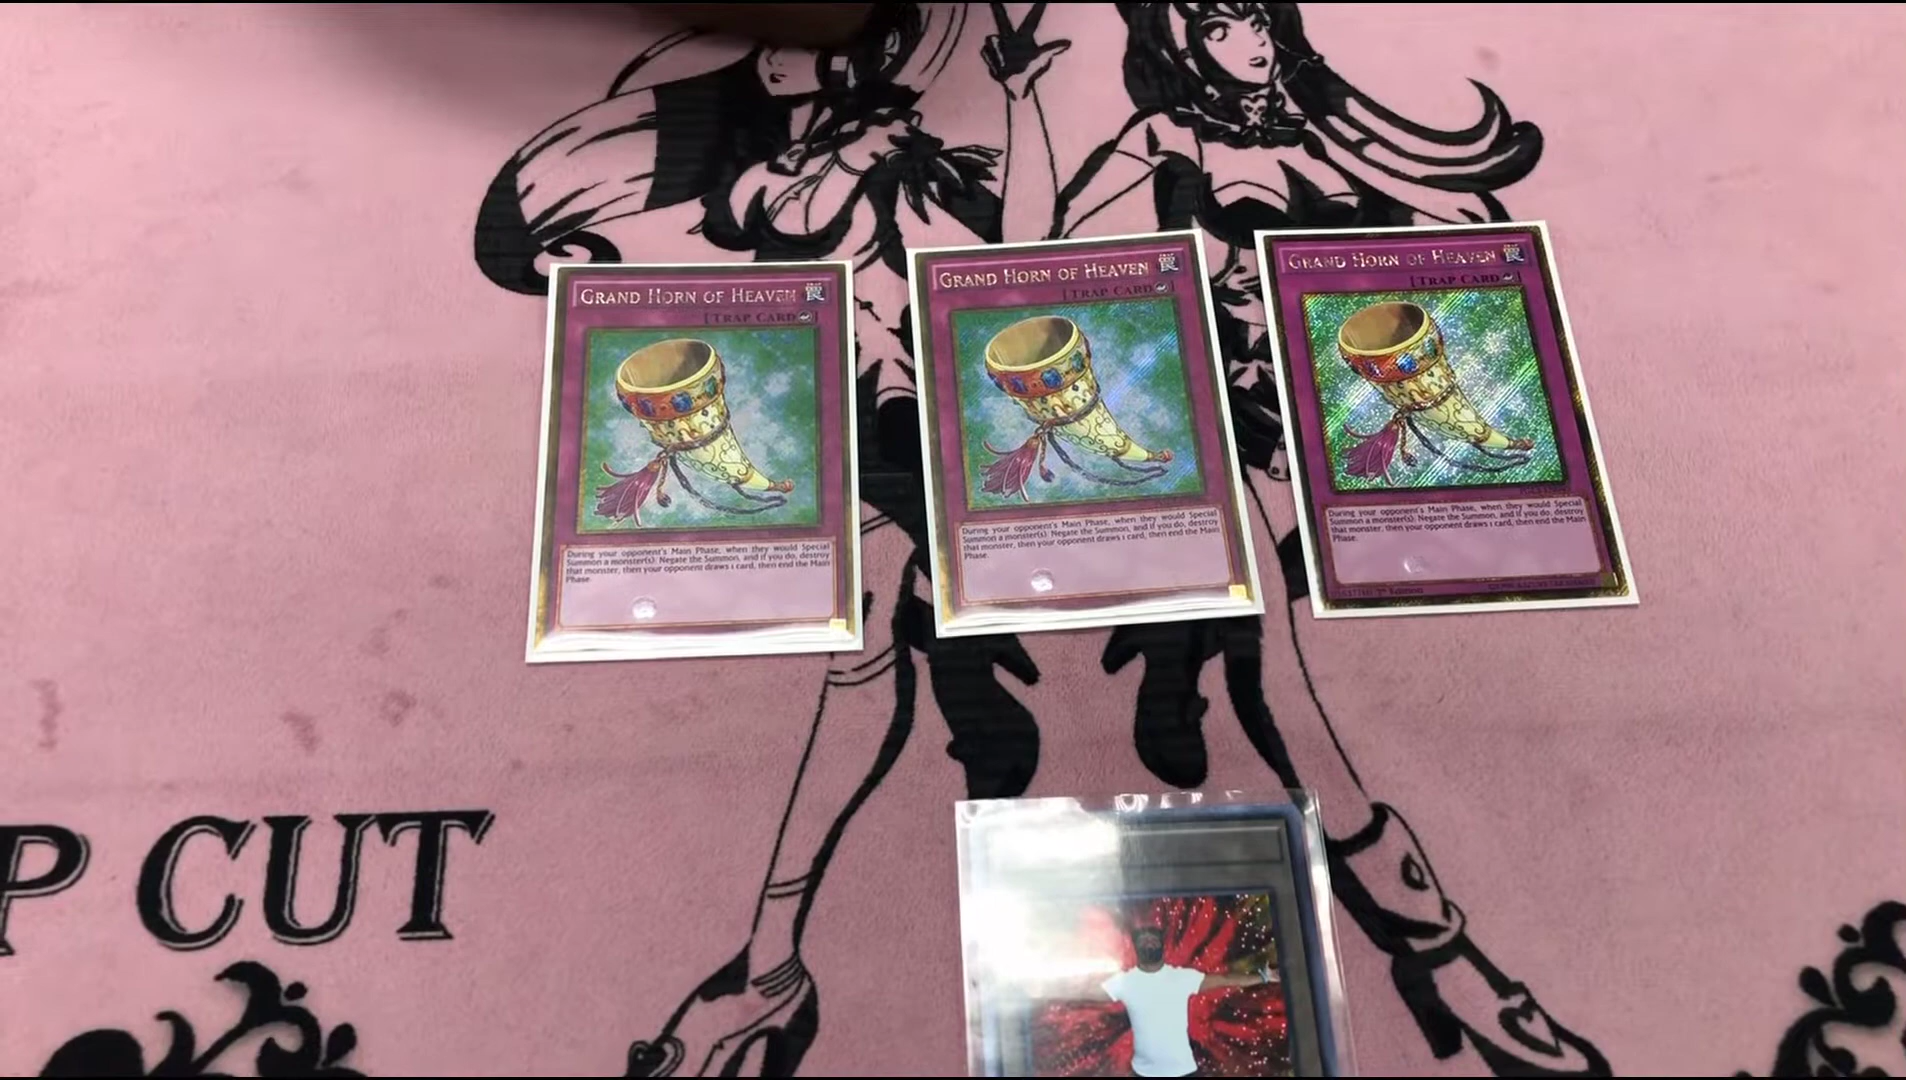 GRAND HORN OF HEAVEN
[TRAP CARD
During your opponent's Main Phase, when they would Special
Summon a monster(s): Negate the Summon, and if you do, destroy
that monster, then your opponent draws 1 card, then end the Main
Phase.
GRAND HORN OF HEAVEN
[TRAP CARD
During your opponent's Main Phase, when they would Special
Summon a monster(s): Negate the Summon, and if you do, destroy
that monster, then your opponent draws 1 card, then end the Main
Phase.
GRAND HORN OF HEAVEN
[TRAP CARD ]
During your opponent's Main Phase, when they would Special
Summon a monster(s): Negate the Summon, and if you do, destroy
that monster, then your opponent draws 1 card, then end the Main
Phase.
1st Edition
P CUT